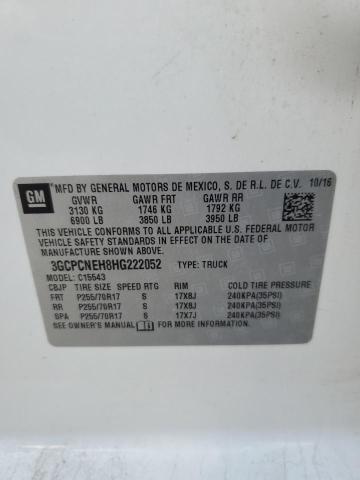 GM
MFD BY GENERAL MOTORS DE MEXICO, S. DE R.L. DE C.V. 10/16
GVWR GAWR FRT GAWR RR
3130 KG 1746 KG 1792 KG
6900 LB 3850 LB 3950 LB
THIS VEHICLE CONFORMS TO ALL APPLICABLE U.S. FEDERAL MOTOR
VEHICLE SAFETY STANDARDS IN EFFECT ON THE DATE OF
MANUFACTURE SHOWN ABOVE.
3GCPCNEH8HG222052 TYPE: TRUCK
MODEL: C15543
CBJP TIRE SIZE SPEED RTG RIM COLD TIRE PRESSURE
FRT P255/70R17 S 17X8J 240KPA(35PSI)
RR P255/70R17 S 17X8J 240KPA(35PSI)
SPA P255/70R17 S 17X7J 240KPA(35PSI)
SEE OWNER'S MANUAL FOR MORE INFORMATION.